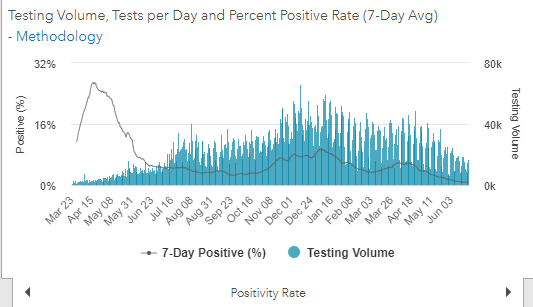 Testing Volume, Tests per Day and Percent Positive Rate (7-Day Avg)
- Methodology
32%
80k
16%
40k
0%
0k
Positive (%)
Testing Volume
Mar 23
Apr 15
May 08
May 31
Jun 23
Jul 16
Aug 08
Aug 31
Sep 23
Oct 16
Nov 08
Dec 01
Dec 24
Jan 16
Feb 08
Mar 03
Mar 26
Apr 18
May 11
Jun 03
7-Day Positive (%)
Testing Volume
Positivity Rate